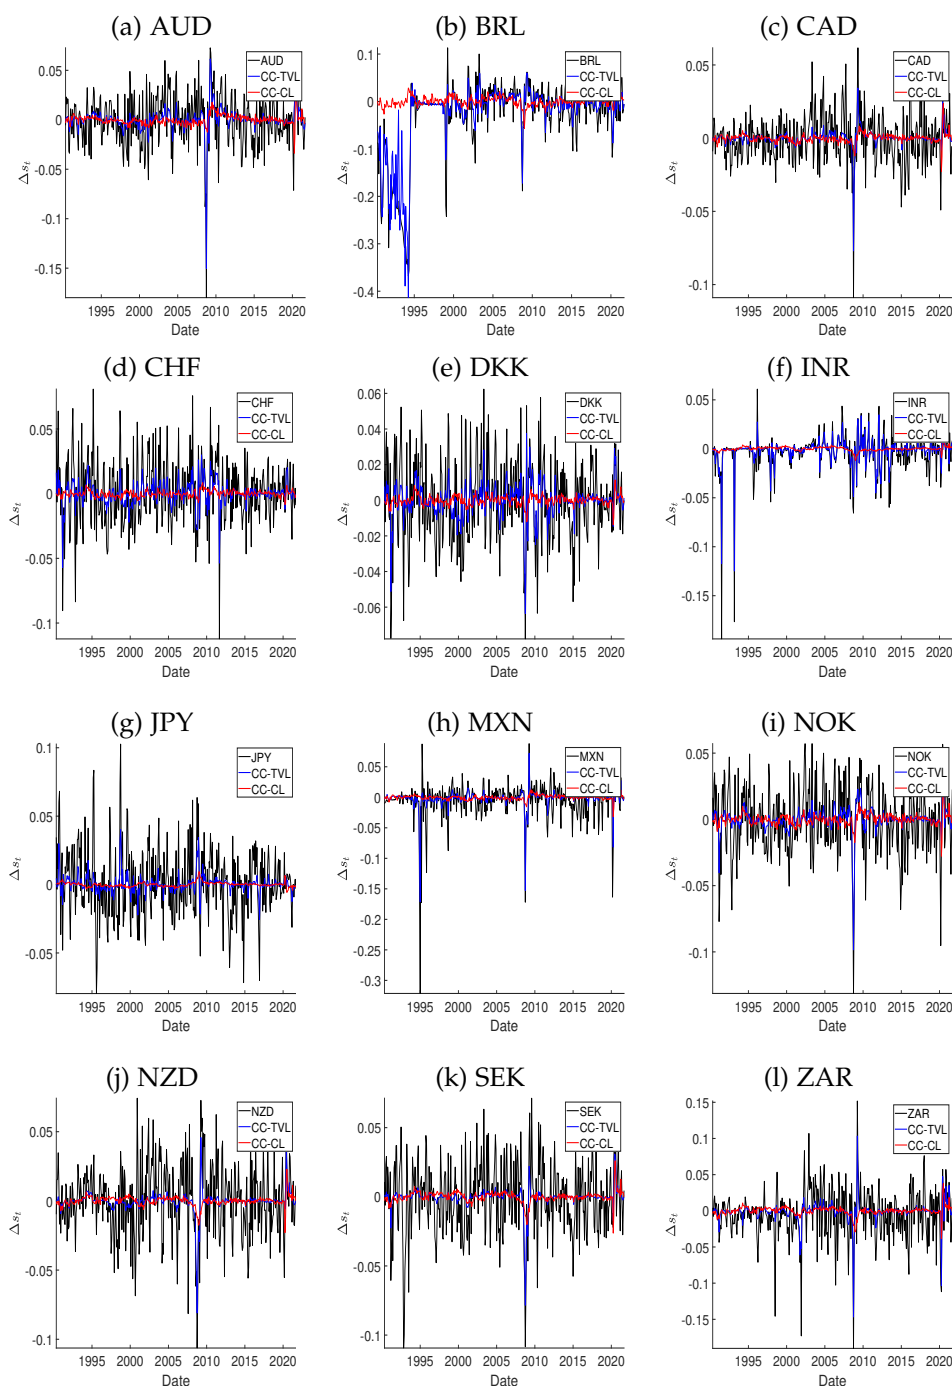 (a) AUD
0.05
0
-0.05
-0.1
-0.15
Δs_t
1995 2000 2005 2010 2015 2020
Date
AUD
CC-TVL
CC-CL
(b) BRL
0.1
0
-0.1
-0.2
-0.3
-0.4
Δs_t
1995 2000 2005 2010 2015 2020
Date
BRL
CC-TVL
CC-CL
(c) CAD
0.05
0
-0.05
-0.1
Δs_t
1995 2000 2005 2010 2015 2020
Date
CAD
CC-TVL
CC-CL
(d) CHF
0.05
0
-0.05
-0.1
Δs_t
1995 2000 2005 2010 2015 2020
Date
CHF
CC-TVL
CC-CL
(e) DKK
0.06
0.04
0.02
0
-0.02
-0.04
-0.06
Δs_t
1995 2000 2005 2010 2015 2020
Date
DKK
CC-TVL
CC-CL
(f) INR
0.05
0
-0.05
-0.1
-0.15
Δs_t
1995 2000 2005 2010 2015 2020
Date
INR
CC-TVL
CC-CL
(g) JPY
0.1
0.05
0
-0.05
Δs_t
1995 2000 2005 2010 2015 2020
Date
JPY
CC-TVL
CC-CL
(h) MXN
0.05
0
-0.05
-0.1
-0.15
-0.2
-0.25
-0.3
Δs_t
1995 2000 2005 2010 2015 2020
Date
MXN
CC-TVL
CC-CL
(i) NOK
0.05
0
-0.05
-0.1
Δs_t
1995 2000 2005 2010 2015 2020
Date
NOK
CC-TVL
CC-CL
(j) NZD
0.05
0
-0.05
-0.1
Δs_t
1995 2000 2005 2010 2015 2020
Date
NZD
CC-TVL
CC-CL
(k) SEK
0.05
0
-0.05
-0.1
Δs_t
1995 2000 2005 2010 2015 2020
Date
SEK
CC-TVL
CC-CL
(l) ZAR
0.15
0.1
0.05
0
-0.05
-0.1
-0.15
Δs_t
1995 2000 2005 2010 2015 2020
Date
ZAR
CC-TVL
CC-CL